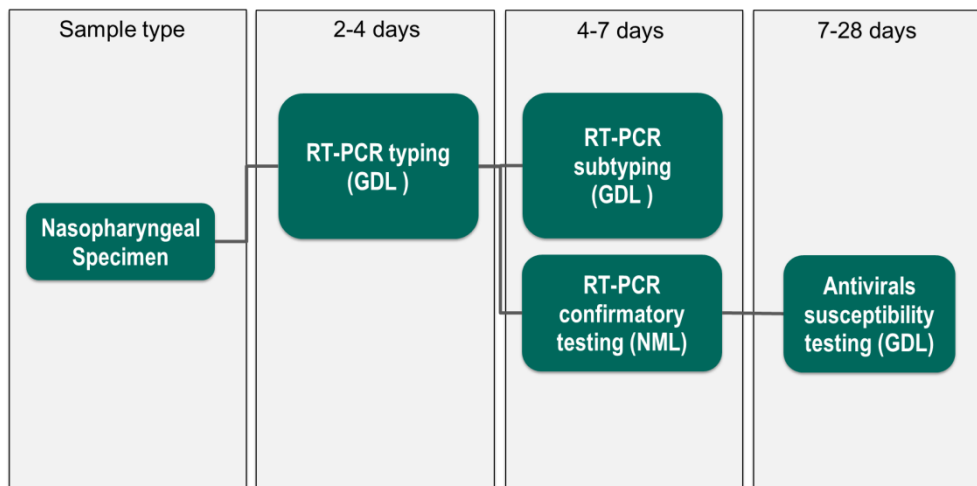 Sample type
2-4 days
4-7 days
7-28 days
Nasopharyngeal
Specimen
RT-PCR typing
(GDL )
RT-PCR
subtyping
(GDL )
RT-PCR
confirmatory
testing (NML)
Antivirals
susceptibility
testing (GDL)